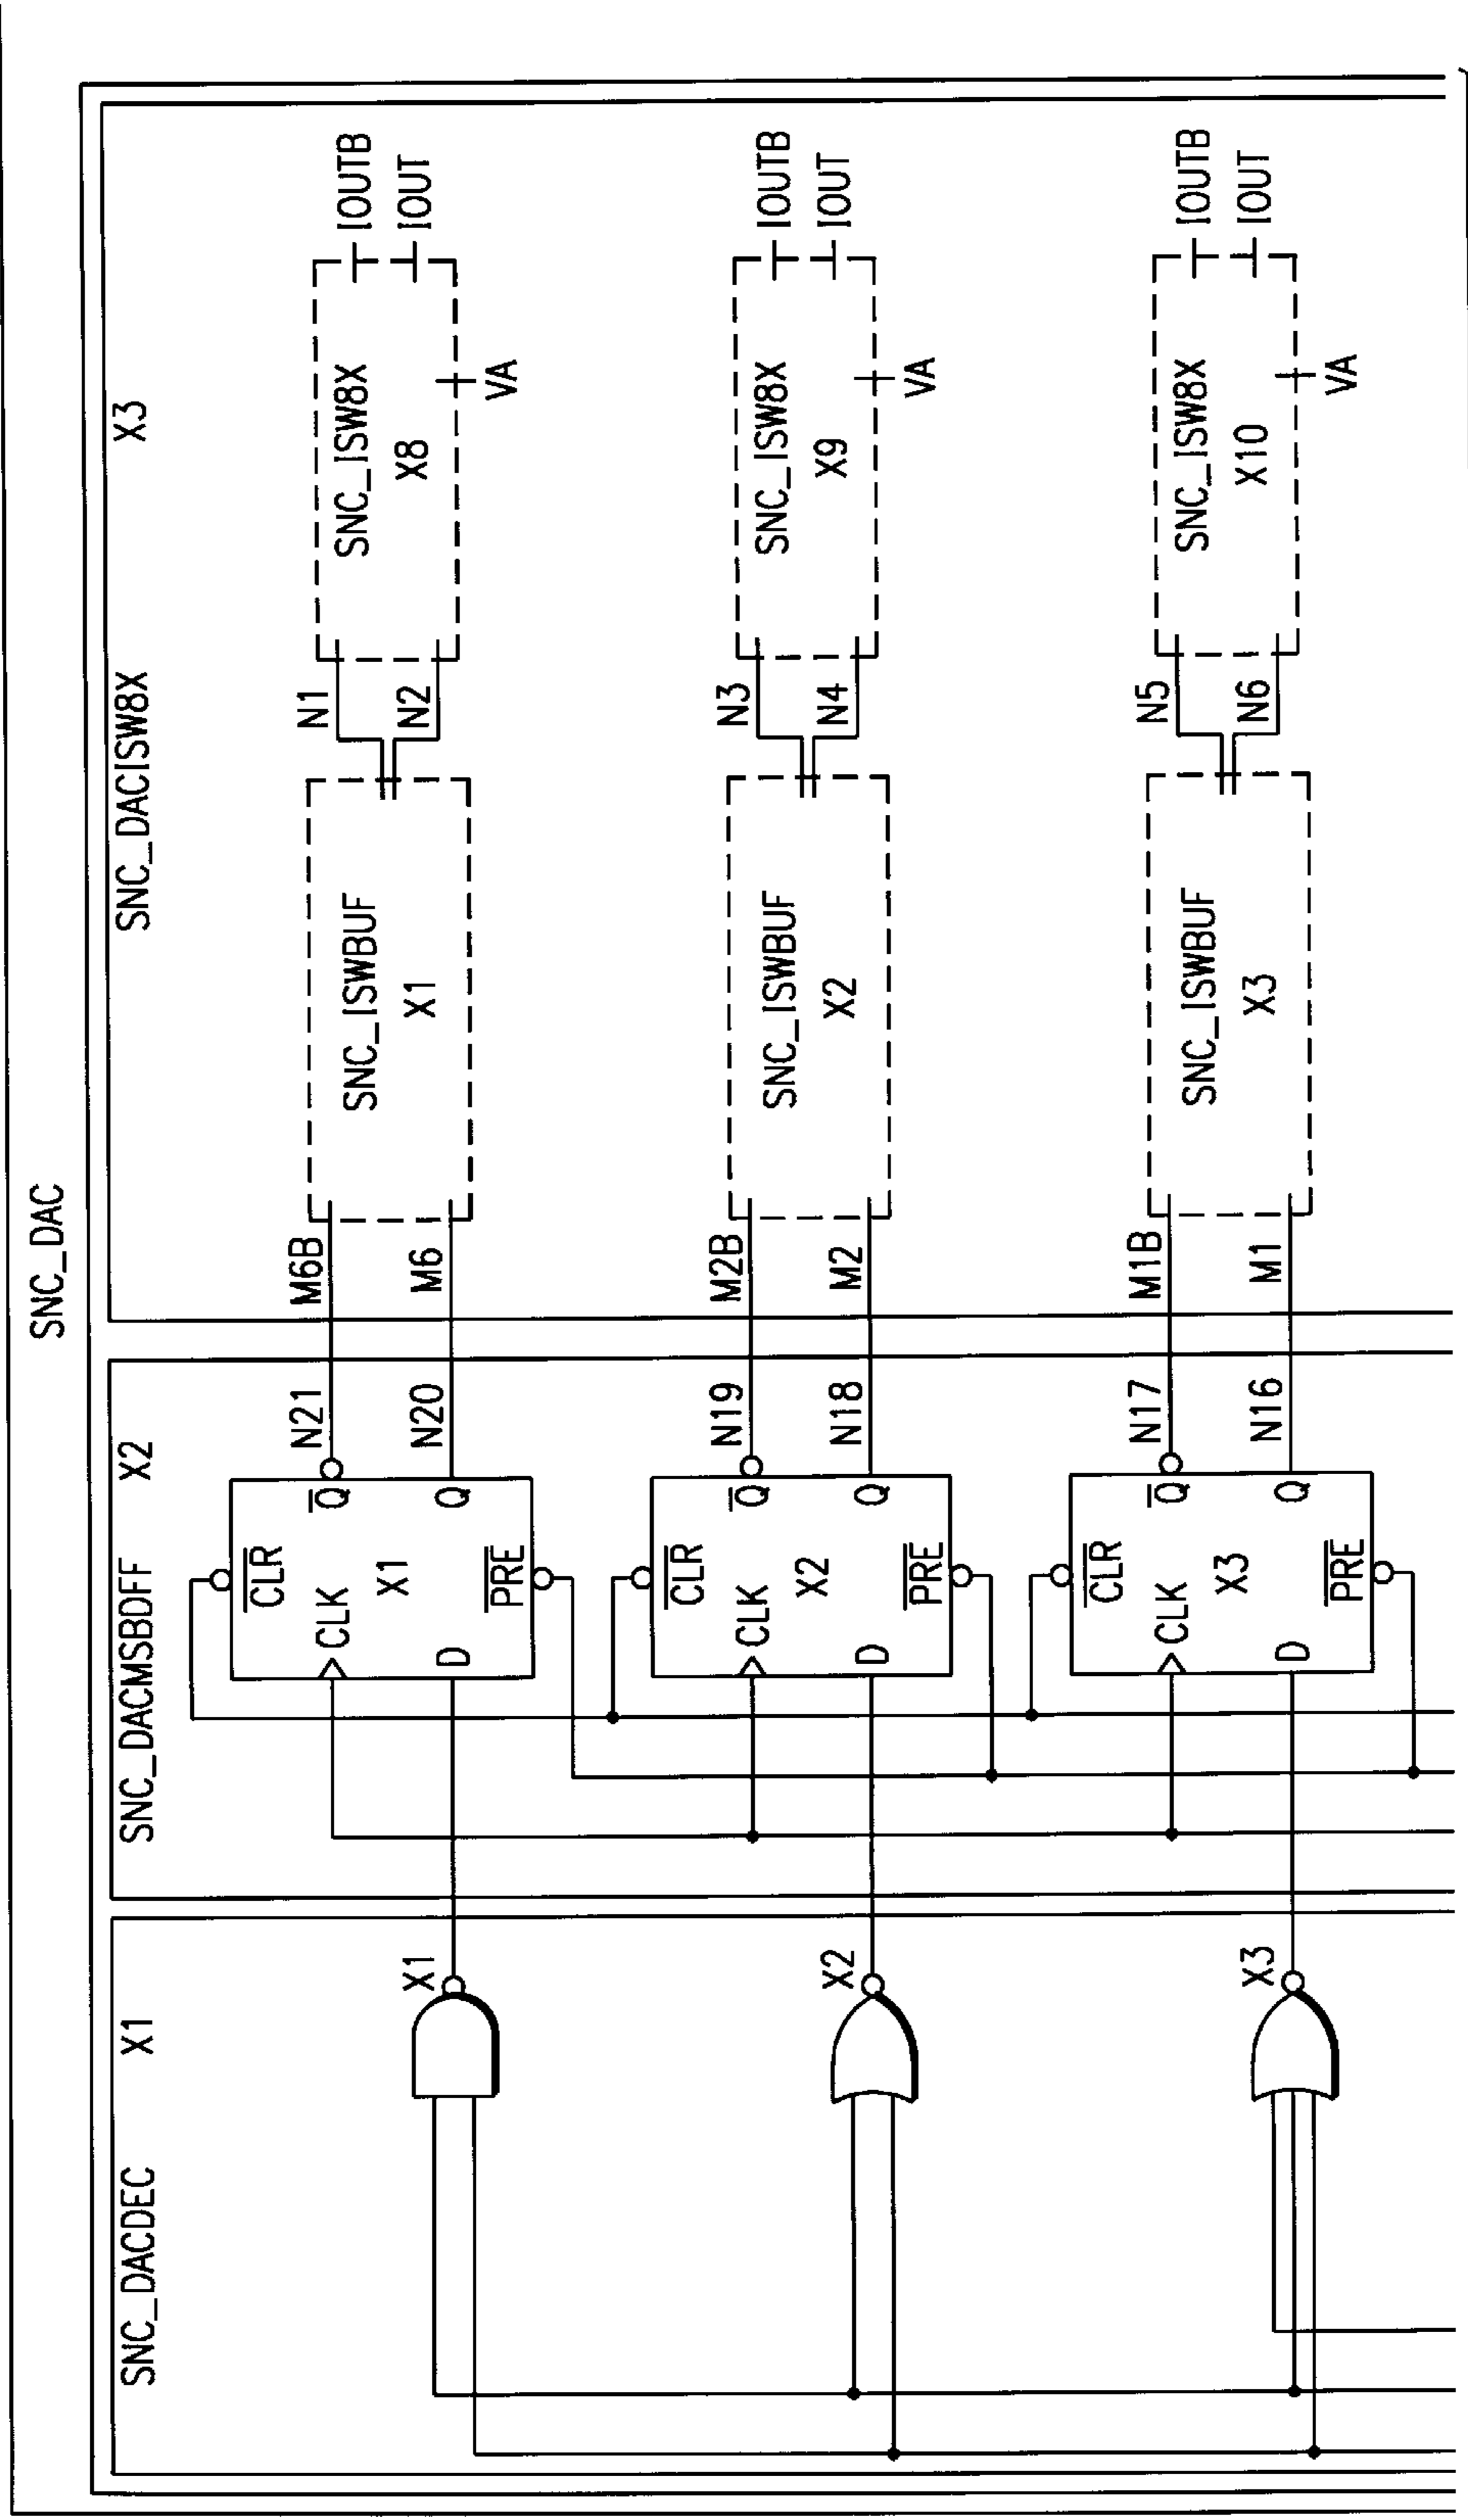 SNC_DAC
SNC_DACDEC X1
SNC_DACMSBDFF X2
SNC_DACISW8X X3
X1
D
CLK
X1
CLR
PRE
Q
Q
N21
N20
M6B
M6
SNC_ISWBUF
X1
N1
N2
SNC_ISW8X
X8
VA
IOUTB
IOUT
X2
D
CLK
X2
CLR
PRE
Q
Q
N19
N18
M2B
M2
SNC_ISWBUF
X2
N3
N4
SNC_ISW8X
X9
VA
IOUTB
IOUT
X3
D
CLK
X3
CLR
PRE
Q
Q
N17
N16
M1B
M1
SNC_ISWBUF
X3
N5
N6
SNC_ISW8X
X10
VA
IOUTB
IOUT